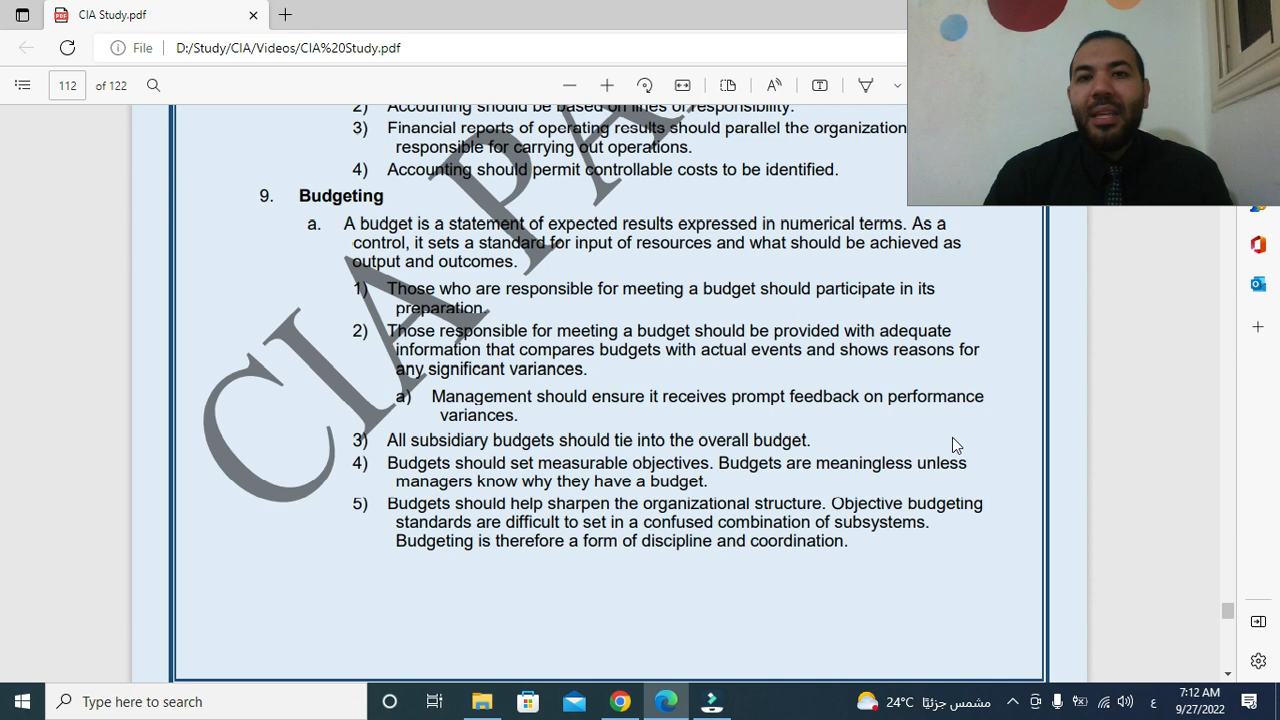 CIA Study.pdf
File D:/Study/CIA/Videos/CIA%20Study.pdf
112 of 122
2) Accounting should be based on lines of responsibility.
3) Financial reports of operating results should parallel the organization
responsible for carrying out operations.
4) Accounting should permit controllable costs to be identified.
9. Budgeting
a. A budget is a statement of expected results expressed in numerical terms. As a
control, it sets a standard for input of resources and what should be achieved as
output and outcomes.
1) Those who are responsible for meeting a budget should participate in its
preparation.
2) Those responsible for meeting a budget should be provided with adequate
information that compares budgets with actual events and shows reasons for
any significant variances.
a) Management should ensure it receives prompt feedback on performance
variances.
3) All subsidiary budgets should tie into the overall budget.
4) Budgets should set measurable objectives. Budgets are meaningless unless
managers know why they have a budget.
5) Budgets should help sharpen the organizational structure. Objective budgeting
standards are difficult to set in a confused combination of subsystems.
Budgeting is therefore a form of discipline and coordination.
CIA PA
Type here to search
24°C مشمس جزئيًا
ع
7:12 AM
9/27/2022